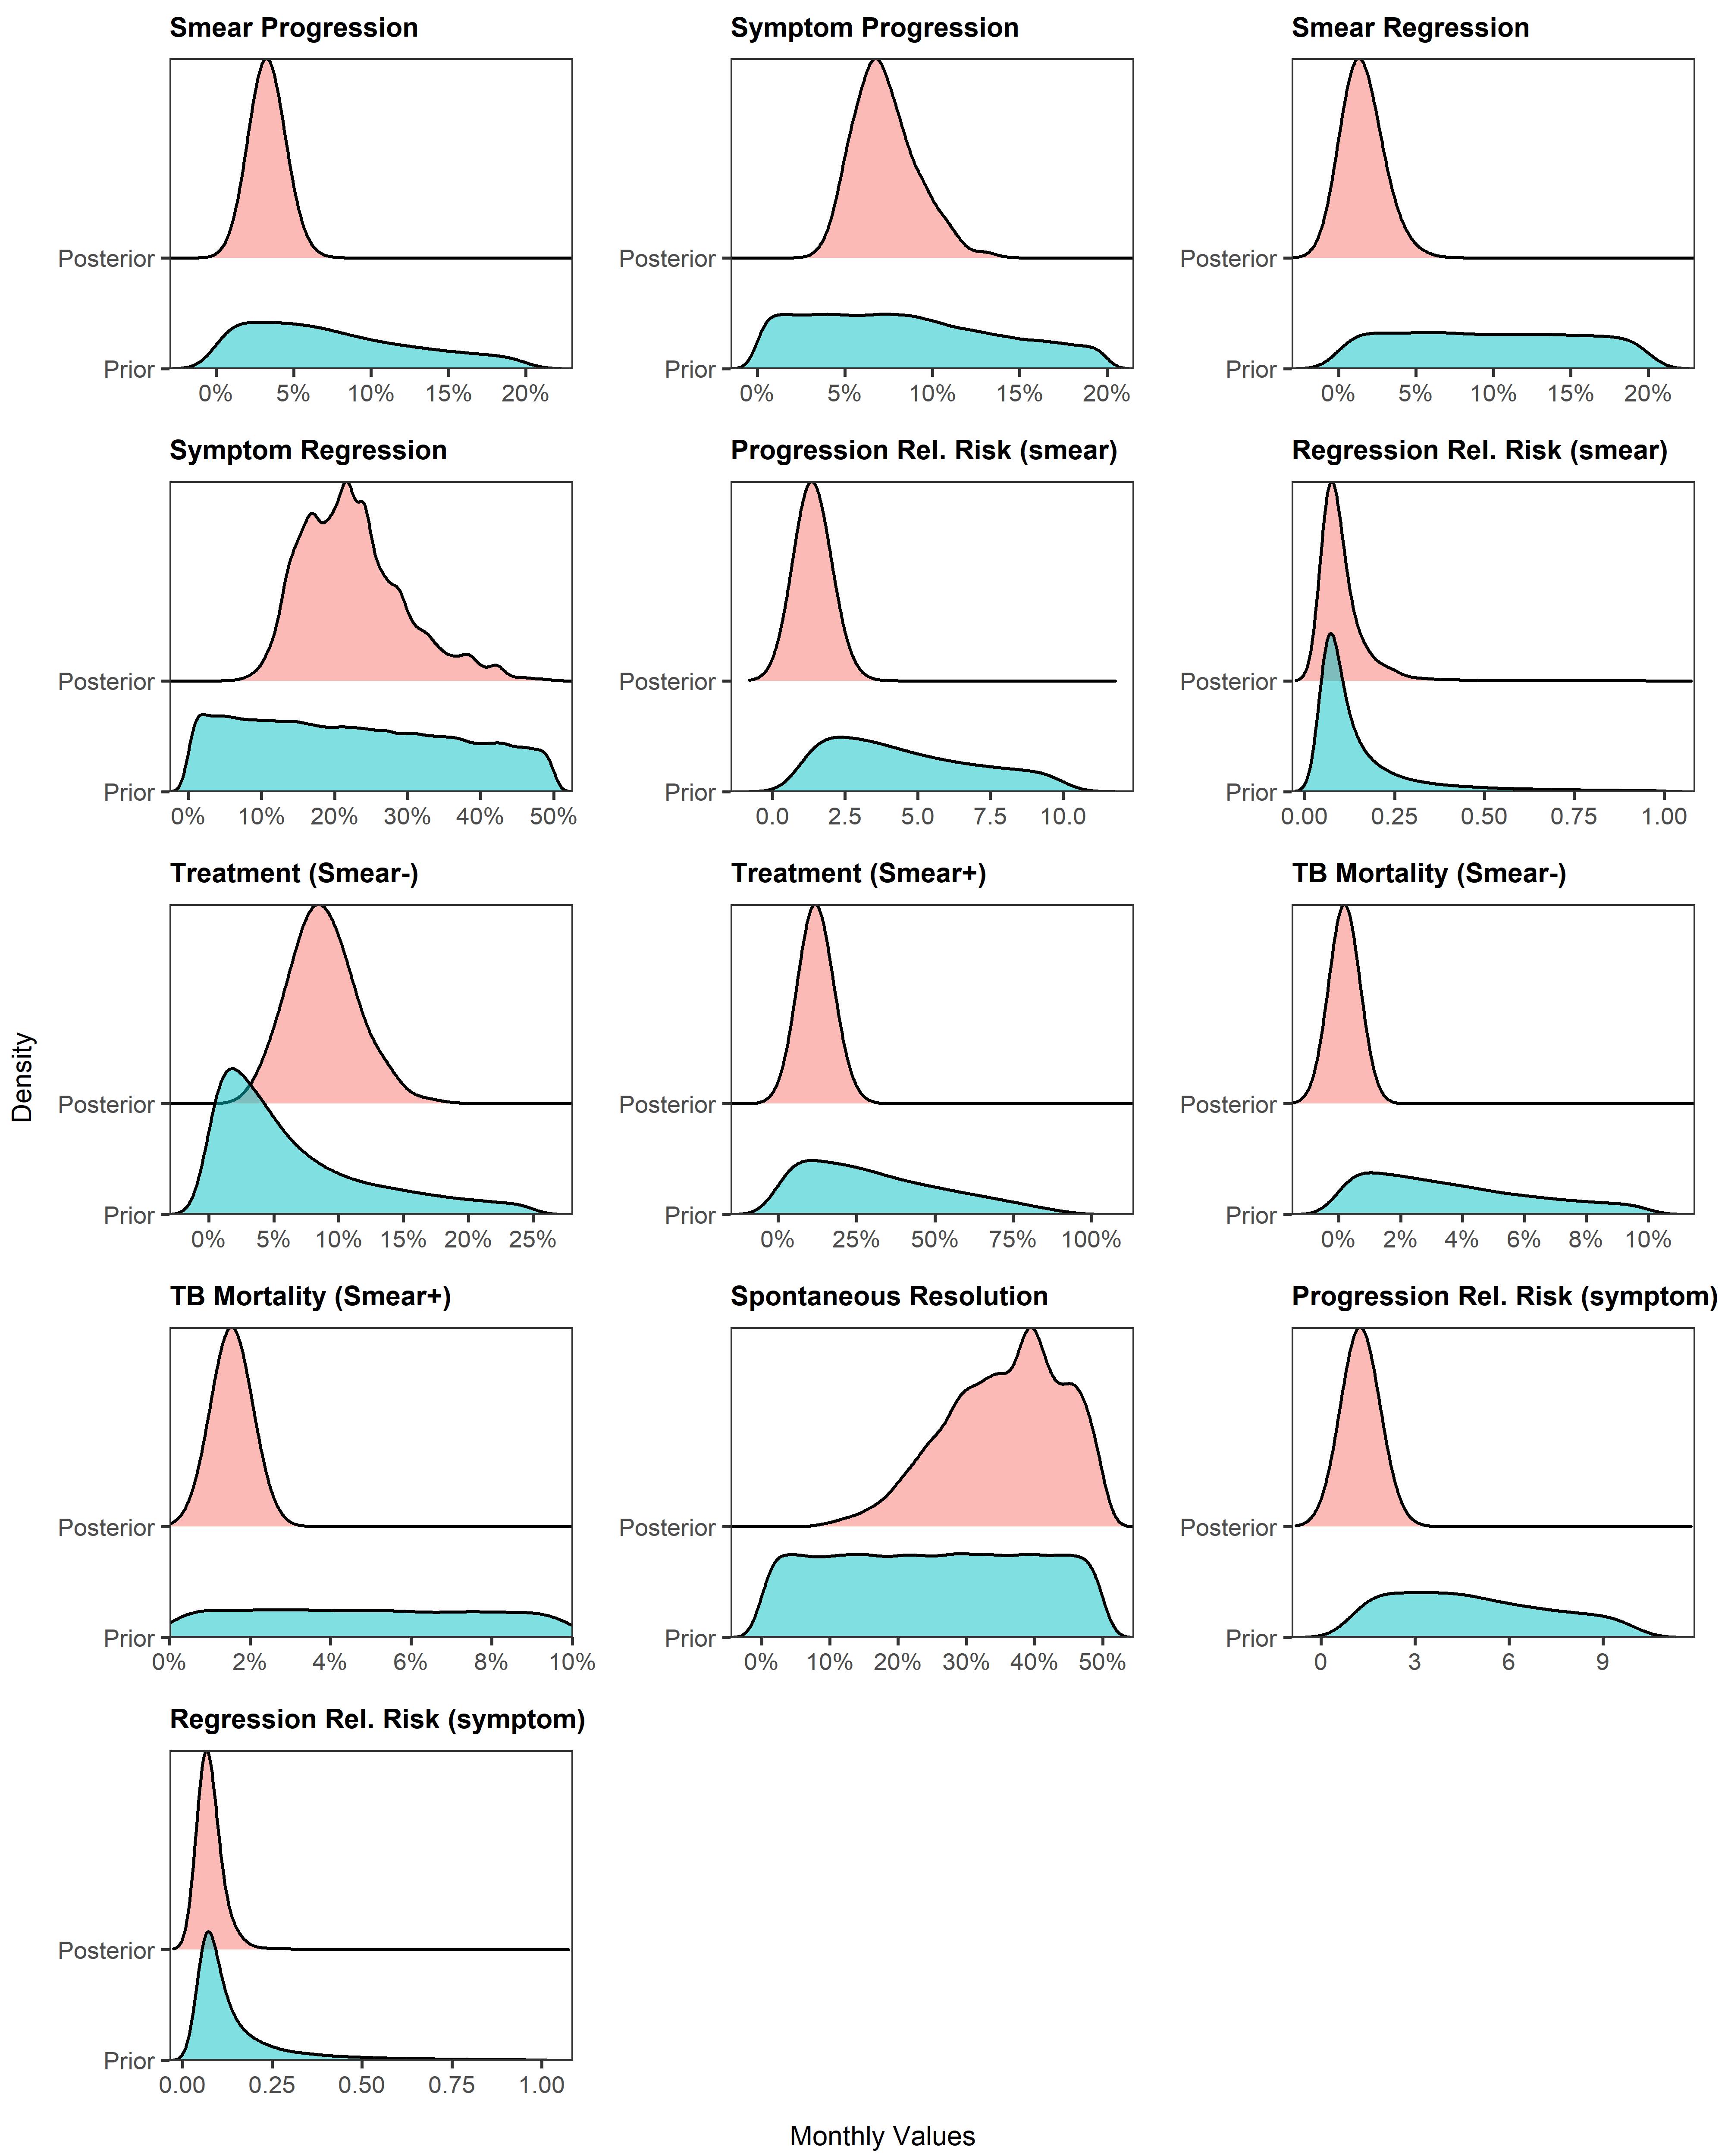 Smear Progression
Symptom Progression
Smear Regression
Posterior
Prior
0% 5% 10% 15% 20%
Posterior
Prior
0% 5% 10% 15% 20%
Posterior
Prior
0% 5% 10% 15% 20%
Symptom Regression
Progression Rel. Risk (smear)
Regression Rel. Risk (smear)
Posterior
Prior
0% 10% 20% 30% 40% 50%
Posterior
Prior
0.0 2.5 5.0 7.5 10.0
Posterior
Prior
0.00 0.25 0.50 0.75 1.00
Treatment (Smear-)
Treatment (Smear+)
TB Mortality (Smear-)
Density
Posterior
Prior
0% 5% 10% 15% 20% 25%
Posterior
Prior
0% 25% 50% 75% 100%
Posterior
Prior
0% 2% 4% 6% 8% 10%
TB Mortality (Smear+)
Spontaneous Resolution
Progression Rel. Risk (symptom)
Posterior
Prior
0% 2% 4% 6% 8% 10%
Posterior
Prior
0% 10% 20% 30% 40% 50%
Posterior
Prior
0 3 6 9
Regression Rel. Risk (symptom)
Posterior
Prior
0.00 0.25 0.50 0.75 1.00
Monthly Values